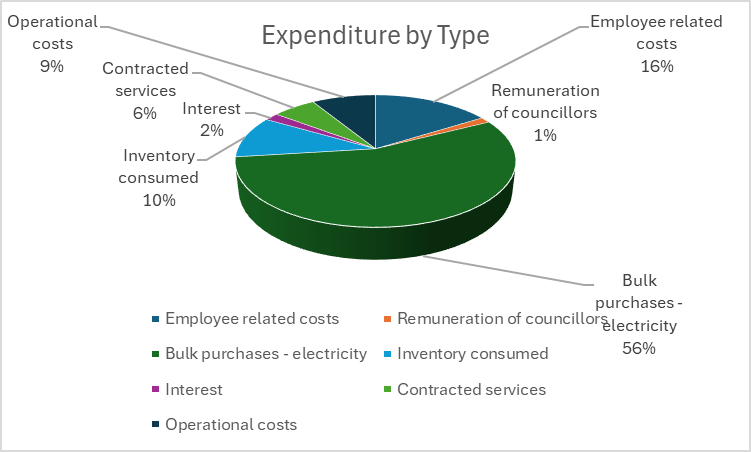 Expenditure by Type
Operational
costs
9%
Contracted
services
6%
Interest
2%
Inventory
consumed
10%
Employee related
costs
16%
Remuneration
of councillors
1%
Bulk
purchases -
electricity
56%
Employee related costs
Remuneration of councillors
Bulk purchases - electricity
Inventory consumed
Interest
Contracted services
Operational costs